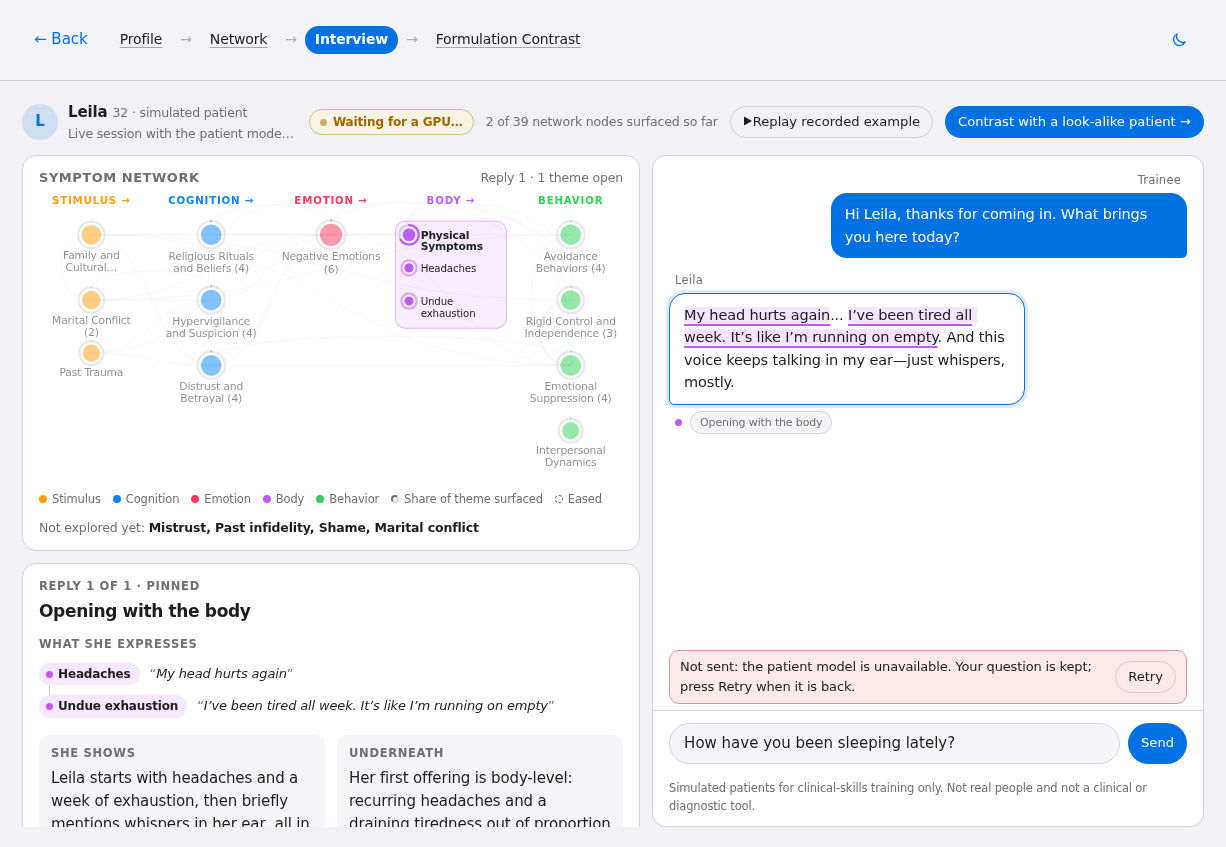 ← Back
Profile
→
Network
→
Interview
→
Formulation Contrast
L
Leila 32 · simulated patient
Live session with the patient mode…
Waiting for a GPU…
2 of 39 network nodes surfaced so far
Replay recorded example
Contrast with a look-alike patient →
SYMPTOM NETWORK
Reply 1 · 1 theme open
STIMULUS →
COGNITION →
EMOTION →
BODY →
BEHAVIOR
Family and
Cultural…
Marital Conflict
(2)
Past Trauma
Religious Rituals
and Beliefs (4)
Hypervigilance
and Suspicion (4)
Distrust and
Betrayal (4)
Negative Emotions
(6)
Physical
Symptoms
Headaches
Undue
exhaustion
Avoidance
Behaviors (4)
Rigid Control and
Independence (3)
Emotional
Suppression (4)
Interpersonal
Dynamics
Stimulus
Cognition
Emotion
Body
Behavior
Share of theme surfaced
Eased
Not explored yet: Mistrust, Past infidelity, Shame, Marital conflict
REPLY 1 OF 1 · PINNED
Opening with the body
WHAT SHE EXPRESSES
Headaches “My head hurts again”
Undue exhaustion “I’ve been tired all week. It’s like I’m running on empty”
SHE SHOWS
Leila starts with headaches and a
week of exhaustion, then briefly
mentions whispers in her ear, all in
UNDERNEATH
Her first offering is body-level:
recurring headaches and a
draining tiredness out of proportion
Trainee
Hi Leila, thanks for coming in. What brings
you here today?
Leila
My head hurts again... I’ve been tired all
week. It’s like I’m running on empty. And this
voice keeps talking in my ear—just whispers,
mostly.
Opening with the body
Not sent: the patient model is unavailable. Your question is kept;
press Retry when it is back.
Retry
How have you been sleeping lately?
Send
Simulated patients for clinical-skills training only. Not real people and not a clinical or
diagnostic tool.